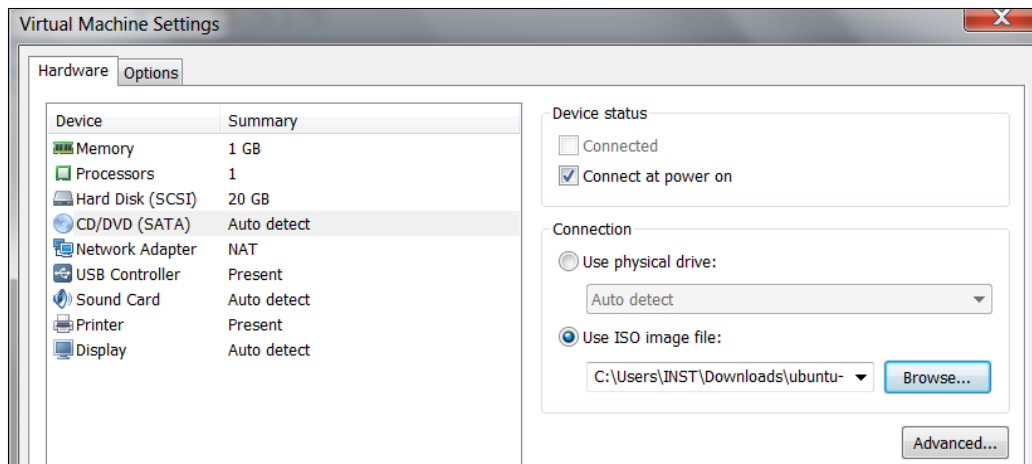 Virtual Machine Settings
X
Hardware Options
Device Summary
Memory 1 GB
Processors 1
Hard Disk (SCSI) 20 GB
CD/DVD (SATA) Auto detect
Network Adapter NAT
USB Controller Present
Sound Card Auto detect
Printer Present
Display Auto detect
Device status
Connected
Connect at power on
Connection
Use physical drive:
Auto detect
Use ISO image file:
C:\Users\INST\Downloads\ubuntu- Browse...
Advanced...